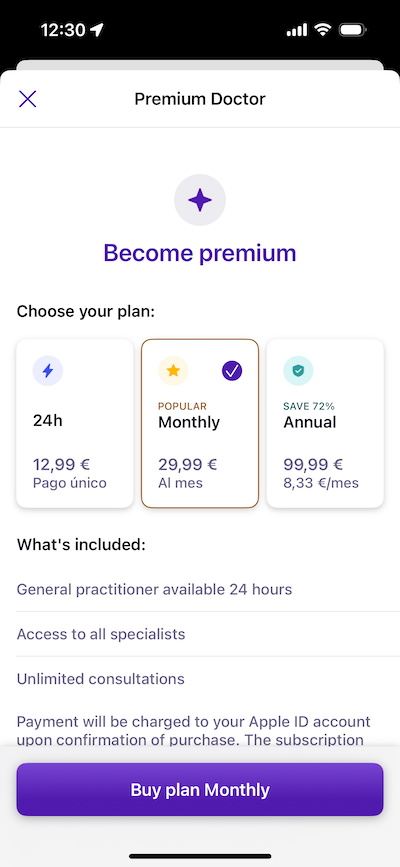 12:30
Premium Doctor
Become premium
Choose your plan:
24h
12,99 €
Pago único
POPULAR
Monthly
29,99 €
Al mes
SAVE 72%
Annual
99,99 €
8,33 €/mes
What's included:
General practitioner available 24 hours
Access to all specialists
Unlimited consultations
Payment will be charged to your Apple ID account
upon confirmation of purchase. The subscription
Buy plan Monthly